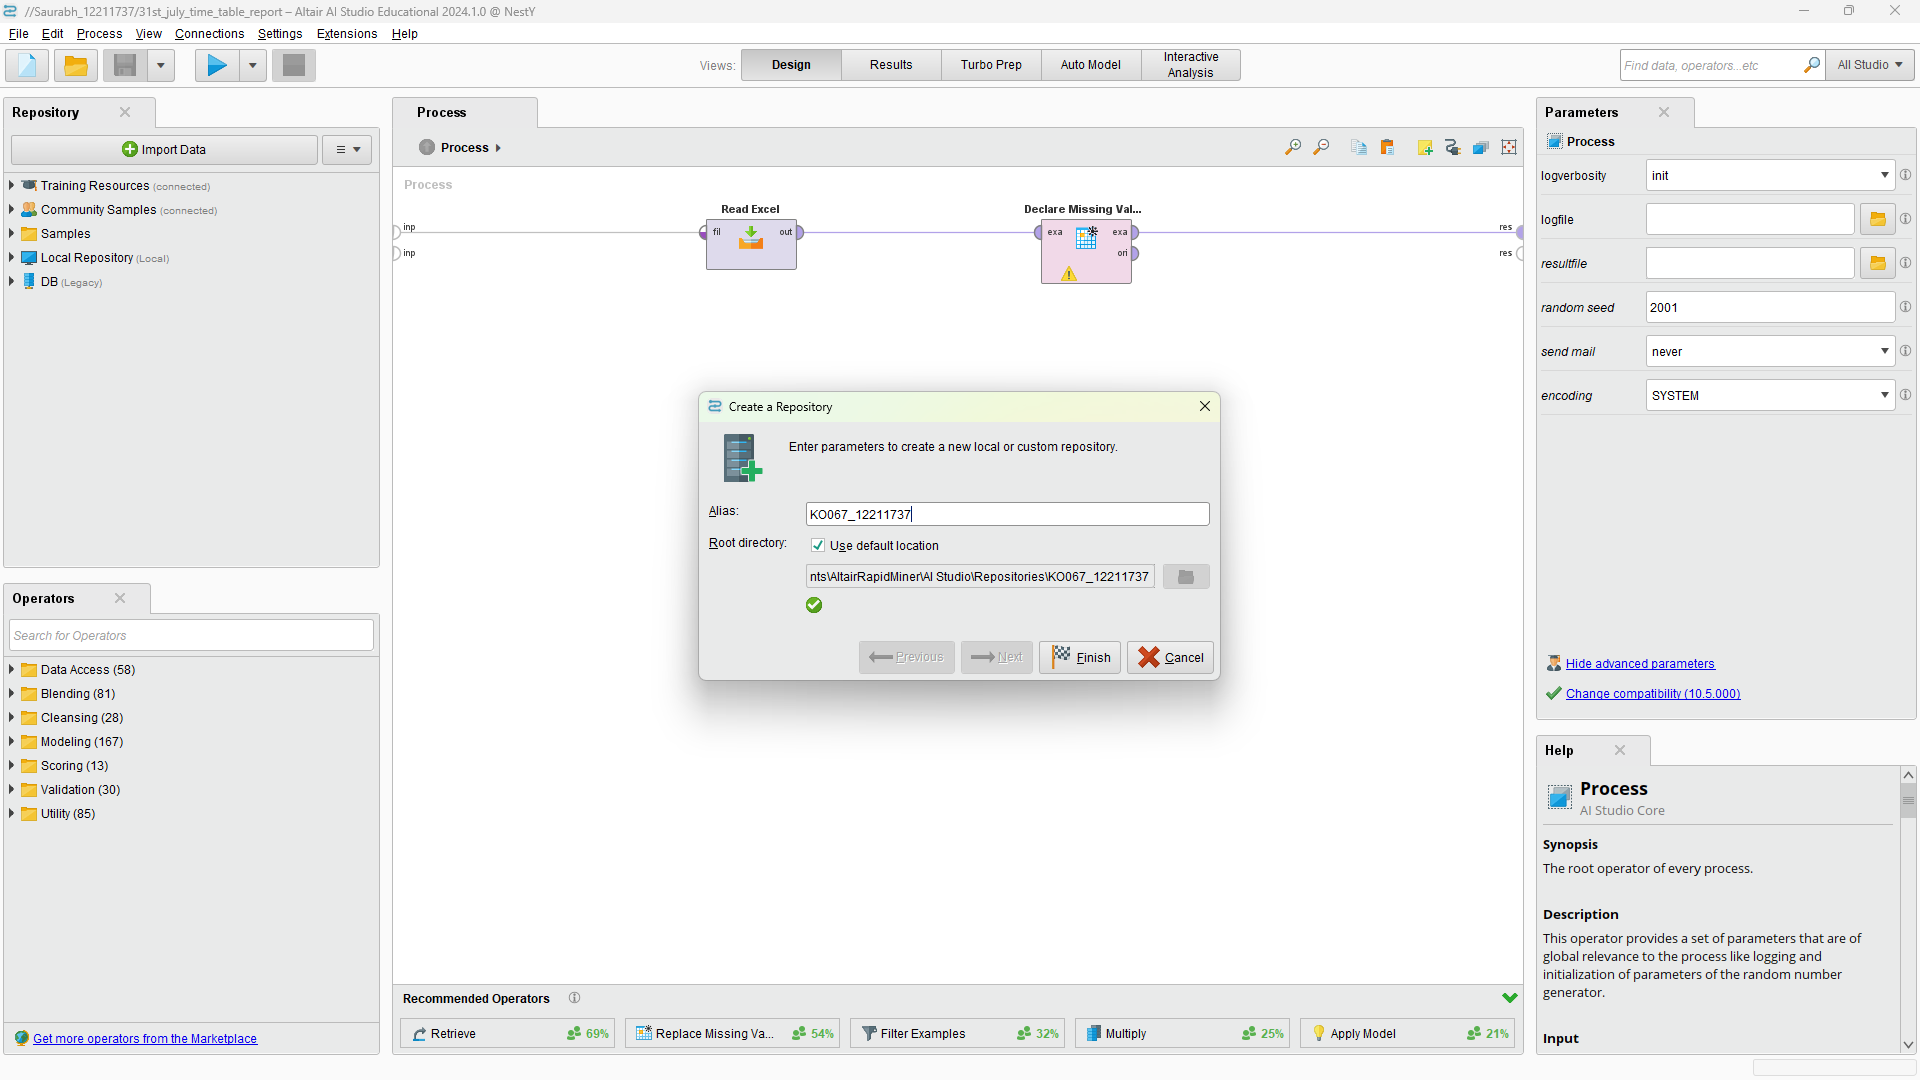 //Saurabh_12211737/31st_july_time_table_report – Altair AI Studio Educational 2024.1.0 @ NestY
File Edit Process View Connections Settings Extensions Help
Views: Design Results Turbo Prep Auto Model Interactive Analysis
Find data, operators...etc All Studio
Repository
Import Data
Training Resources (connected)
Community Samples (connected)
Samples
Local Repository (Local)
DB (Legacy)
Operators
Search for Operators
Data Access (58)
Blending (81)
Cleansing (28)
Modeling (167)
Scoring (13)
Validation (30)
Utility (85)
Get more operators from the Marketplace
Process
Process
Process
inp
inp
Read Excel
fil out
Declare Missing Val...
exa exa
ori
res
res
Create a Repository
Enter parameters to create a new local or custom repository.
Alias: KO067_12211737
Root directory: Use default location
nts\AltairRapidMiner\AI Studio\Repositories\KO067_12211737
Previous Next Finish Cancel
Recommended Operators
Retrieve 69%
Replace Missing Va... 54%
Filter Examples 32%
Multiply 25%
Apply Model 21%
Parameters
Process
logverbosity init
logfile
resultfile
random seed 2001
send mail never
encoding SYSTEM
Hide advanced parameters
Change compatibility (10.5.000)
Help
Process
AI Studio Core
Synopsis
The root operator of every process.
Description
This operator provides a set of parameters that are of
global relevance to the process like logging and
initialization of parameters of the random number
generator.
Input